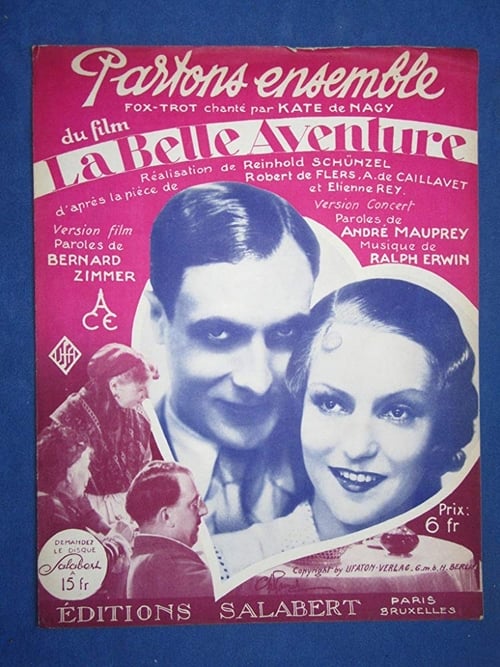 Partons ensemble
FOX-TROT chanté par KATE de NAGY
du film
LA BELLE AVENTURE
Réalisation de Reinhold SCHÜNZEL
d'après la pièce de Robert de FLERS, A. de CAILLAVET
et Etienne REY.
Version film
Paroles de
BERNARD
ZIMMER
Version Concert
Paroles de
ANDRÉ MAUPREY
Musique de
RALPH ERWIN
ACE
UFA
Prix:
6 fr
DEMANDEZ
LE DISQUE
Salabert
A
15 fr
Copyright by UFATON-VERLAG, G.m.b.H. BERLIN
ÉDITIONS SALABERT
PARIS
BRUXELLES